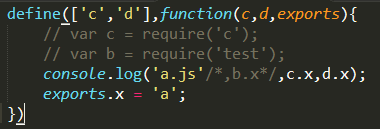 define(['c','d'],function(c,d,exports){
    // var c = require('c');
    // var b = require('test');
    console.log('a.js'/*,b.x*/,c.x,d.x);
    exports.x = 'a';
})